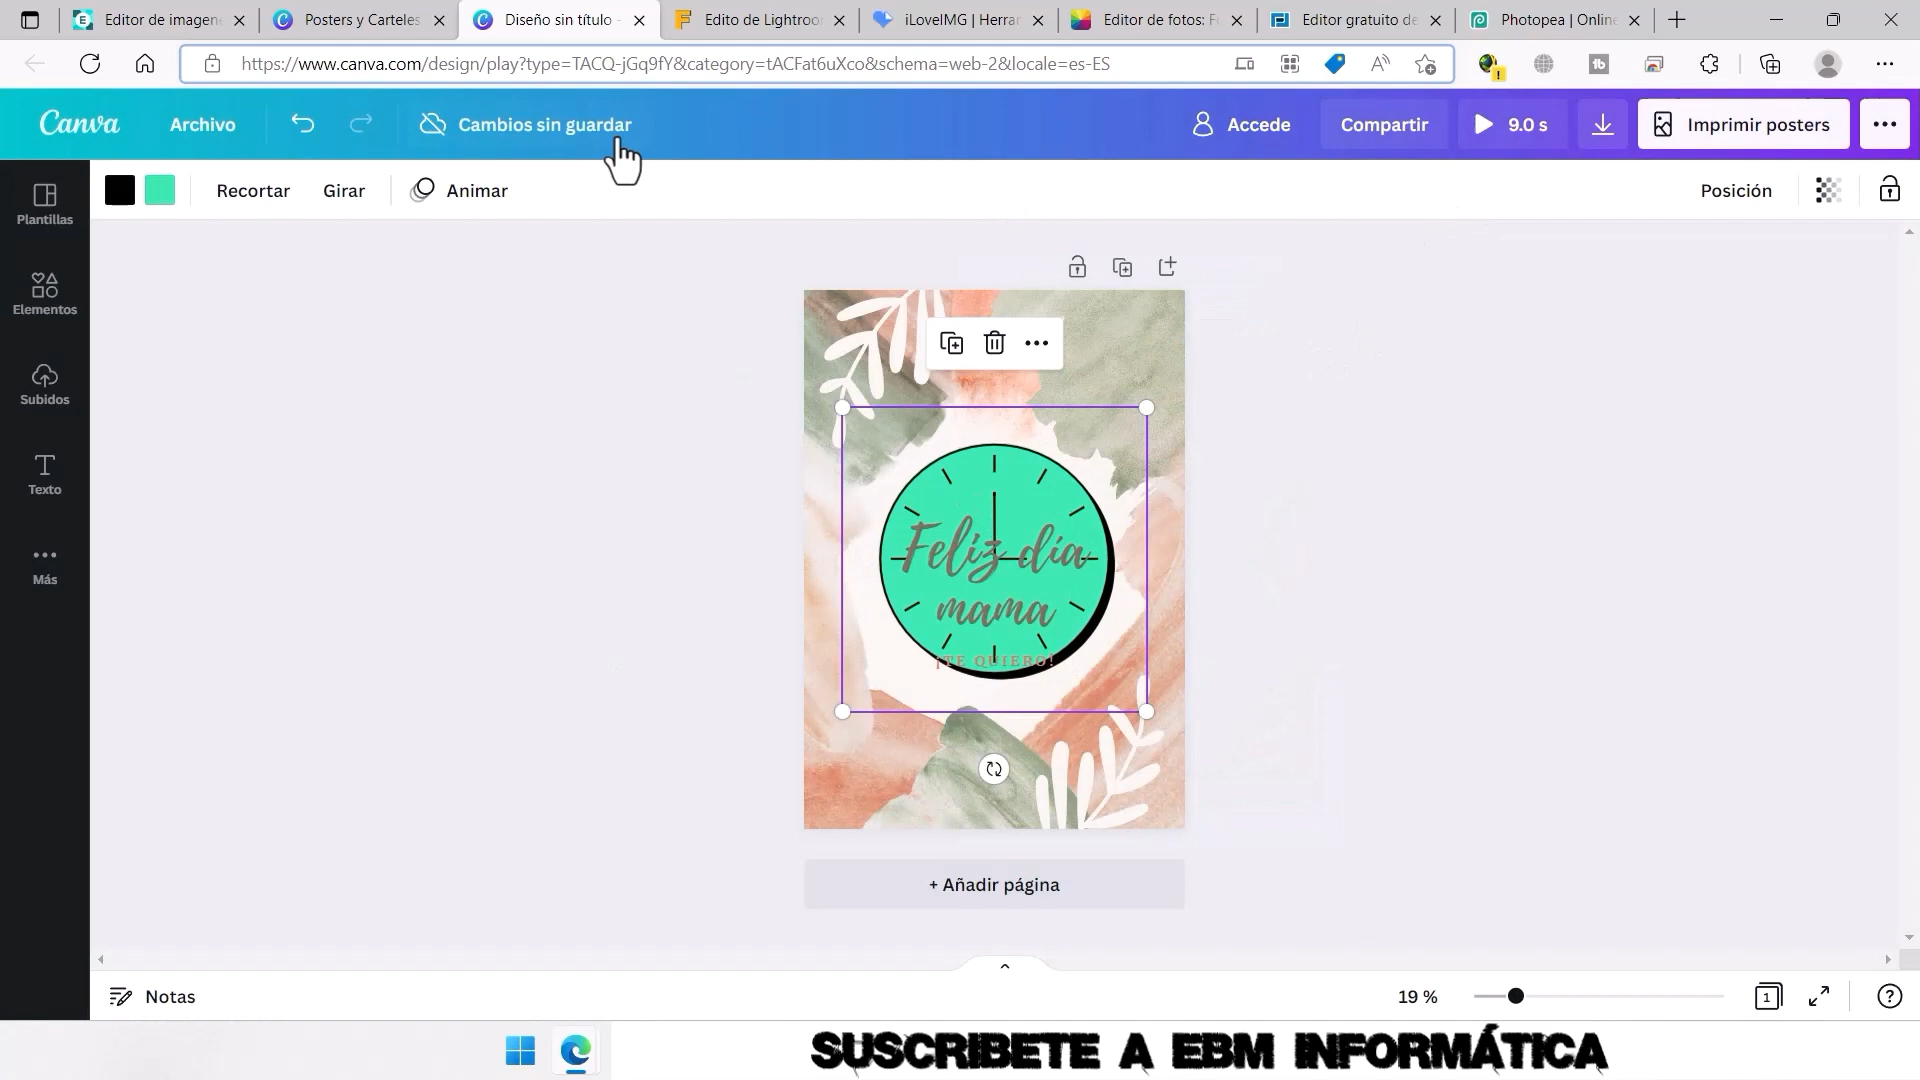 Editor de imagene
Posters y Carteles
Diseño sin título -
Edito de Lightroo
iLoveIMG | Herrar
Editor de fotos: F
Editor gratuito de
Photopea | Online
https://www.canva.com/design/play?type=TACQ-jGq9fY&category=tACFat6uXco&schema=web-2&locale=es-ES
Canva
Archivo
Cambios sin guardar
Accede
Compartir
9.0 s
Imprimir posters
Recortar
Girar
Animar
Posición
Plantillas
Elementos
Subidos
Texto
Más
Feliz día
mama
¡TE QUIERO!
+ Añadir página
Notas
19 %
1
SUSCRIBETE A EBM INFORMÁTICA